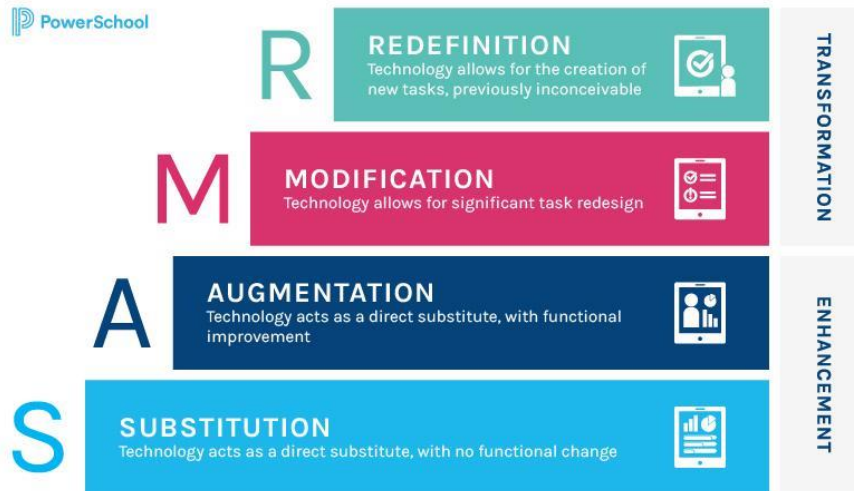 PowerSchool
R
REDEFINITION
Technology allows for the creation of
new tasks, previously inconceivable
M
MODIFICATION
Technology allows for significant task redesign
TRANSFORMATION
A
AUGMENTATION
Technology acts as a direct substitute, with functional
improvement
S
SUBSTITUTION
Technology acts as a direct substitute, with no functional change
ENHANCEMENT